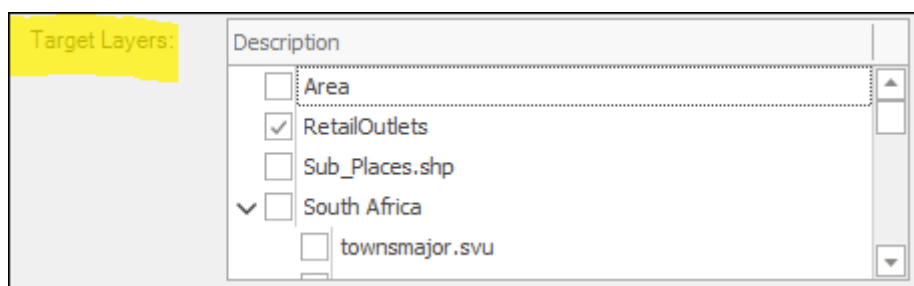 Target Layers: Description
Area
RetailOutlets
Sub_Places.shp
South Africa
townsmajor.svu